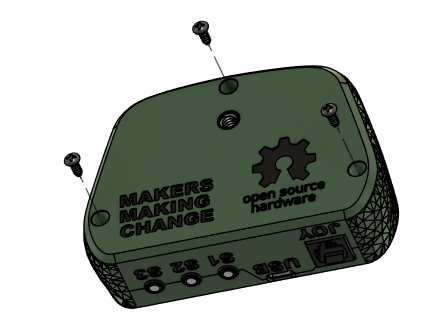 MAKERS
MAKING
CHANGE
open source
hardware
S3 S2 S1 USB JOY